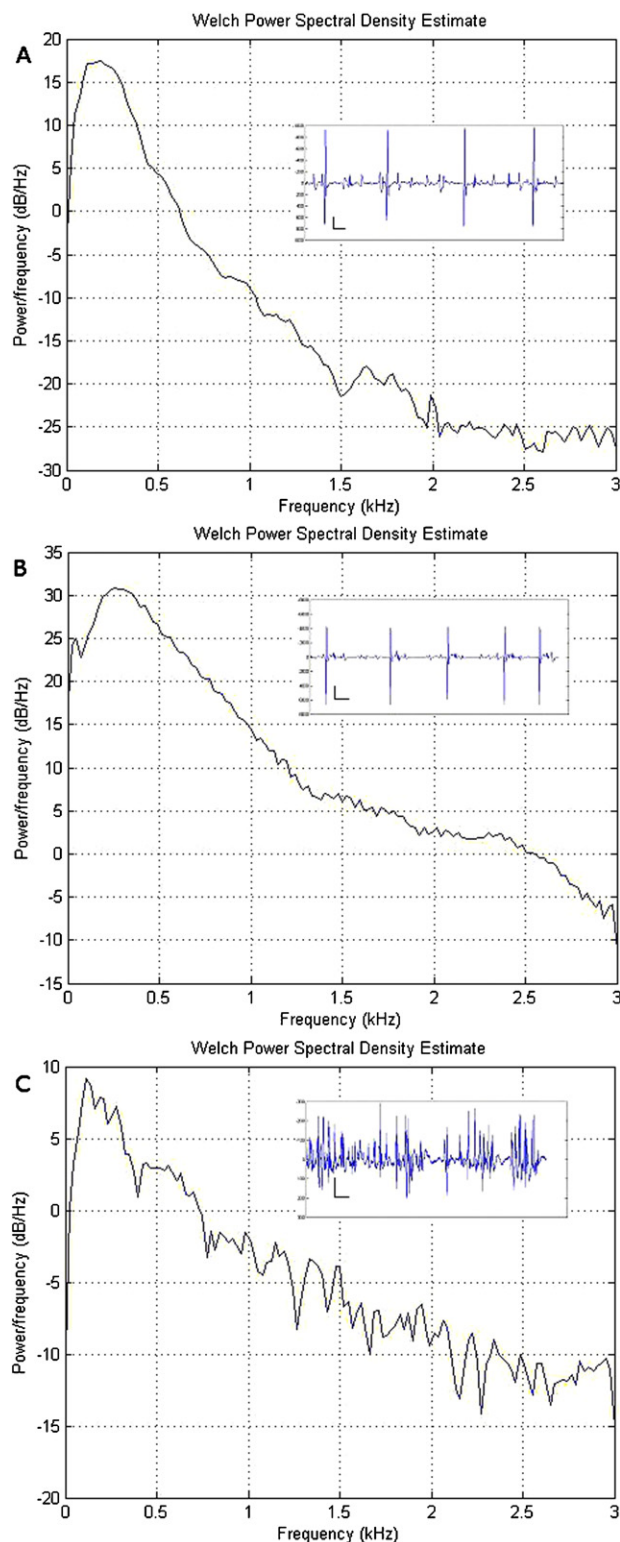 Welch Power Spectral Density Estimate
A
20
15
10
5
0
-5
-10
-15
-20
-25
-30
Power/frequency (dB/Hz)
0 0.5 1 1.5 2 2.5 3
Frequency (kHz)
Welch Power Spectral Density Estimate
B
35
30
25
20
15
10
5
0
-5
-10
-15
Power/frequency (dB/Hz)
0 0.5 1 1.5 2 2.5 3
Frequency (kHz)
Welch Power Spectral Density Estimate
C
10
5
0
-5
-10
-15
-20
Power/frequency (dB/Hz)
0 0.5 1 1.5 2 2.5 3
Frequency (kHz)